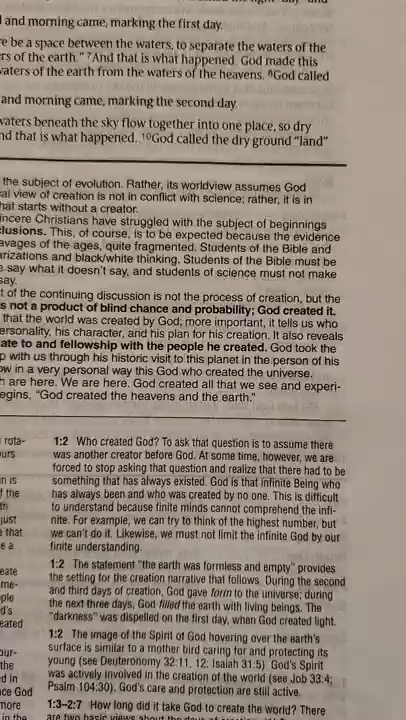 and morning came, marking the first day.
re be a space between the waters, to separate the waters of the
rs of the earth." 7And that is what happened. God made this
waters of the earth from the waters of the heavens. 8God called
and morning came, marking the second day.
waters beneath the sky flow together into one place, so dry
nd that is what happened. 10God called the dry ground "land"
the subject of evolution. Rather, its worldview assumes God
al view of creation is not in conflict with science; rather, it is in
hat starts without a creator.
incere Christians have struggled with the subject of beginnings
clusions. This, of course, is to be expected because the evidence
avages of the ages, quite fragmented. Students of the Bible and
arizations and black/white thinking. Students of the Bible must be
e say what it doesn't say, and students of science must not make
say.
t of the continuing discussion is not the process of creation, but the
s not a product of blind chance and probability; God created it.
that the world was created by God; more important, it tells us who
ersonality, his character, and his plan for his creation. It also reveals
ate to and fellowship with the people he created. God took the
p with us through his historic visit to this planet in the person of his
ow in a very personal way this God who created the universe.
h are here. We are here. God created all that we see and experi-
egins, "God created the heavens and the earth."
rota-
urs
n is
f the
th
just
e that
e a
eate
me-
ple
d's
eated
our-
the
d in
ce God
more
in the
1:2 Who created God? To ask that question is to assume there
was another creator before God. At some time, however, we are
forced to stop asking that question and realize that there had to be
something that has always existed. God is that infinite Being who
has always been and who was created by no one. This is difficult
to understand because finite minds cannot comprehend the infi-
nite. For example, we can try to think of the highest number, but
we can't do it. Likewise, we must not limit the infinite God by our
finite understanding.
1:2 The statement "the earth was formless and empty" provides
the setting for the creation narrative that follows. During the second
and third days of creation, God gave form to the universe; during
the next three days, God filled the earth with living beings. The
"darkness" was dispelled on the first day, when God created light.
1:2 The image of the Spirit of God hovering over the earth's
surface is similar to a mother bird caring for and protecting its
young (see Deuteronomy 32:11, 12; Isaiah 31:5). God's Spirit
was actively involved in the creation of the world (see Job 33:4;
Psalm 104:30). God's care and protection are still active.
1:3–2:7 How long did it take God to create the world? There
are two basic views about the days of creation